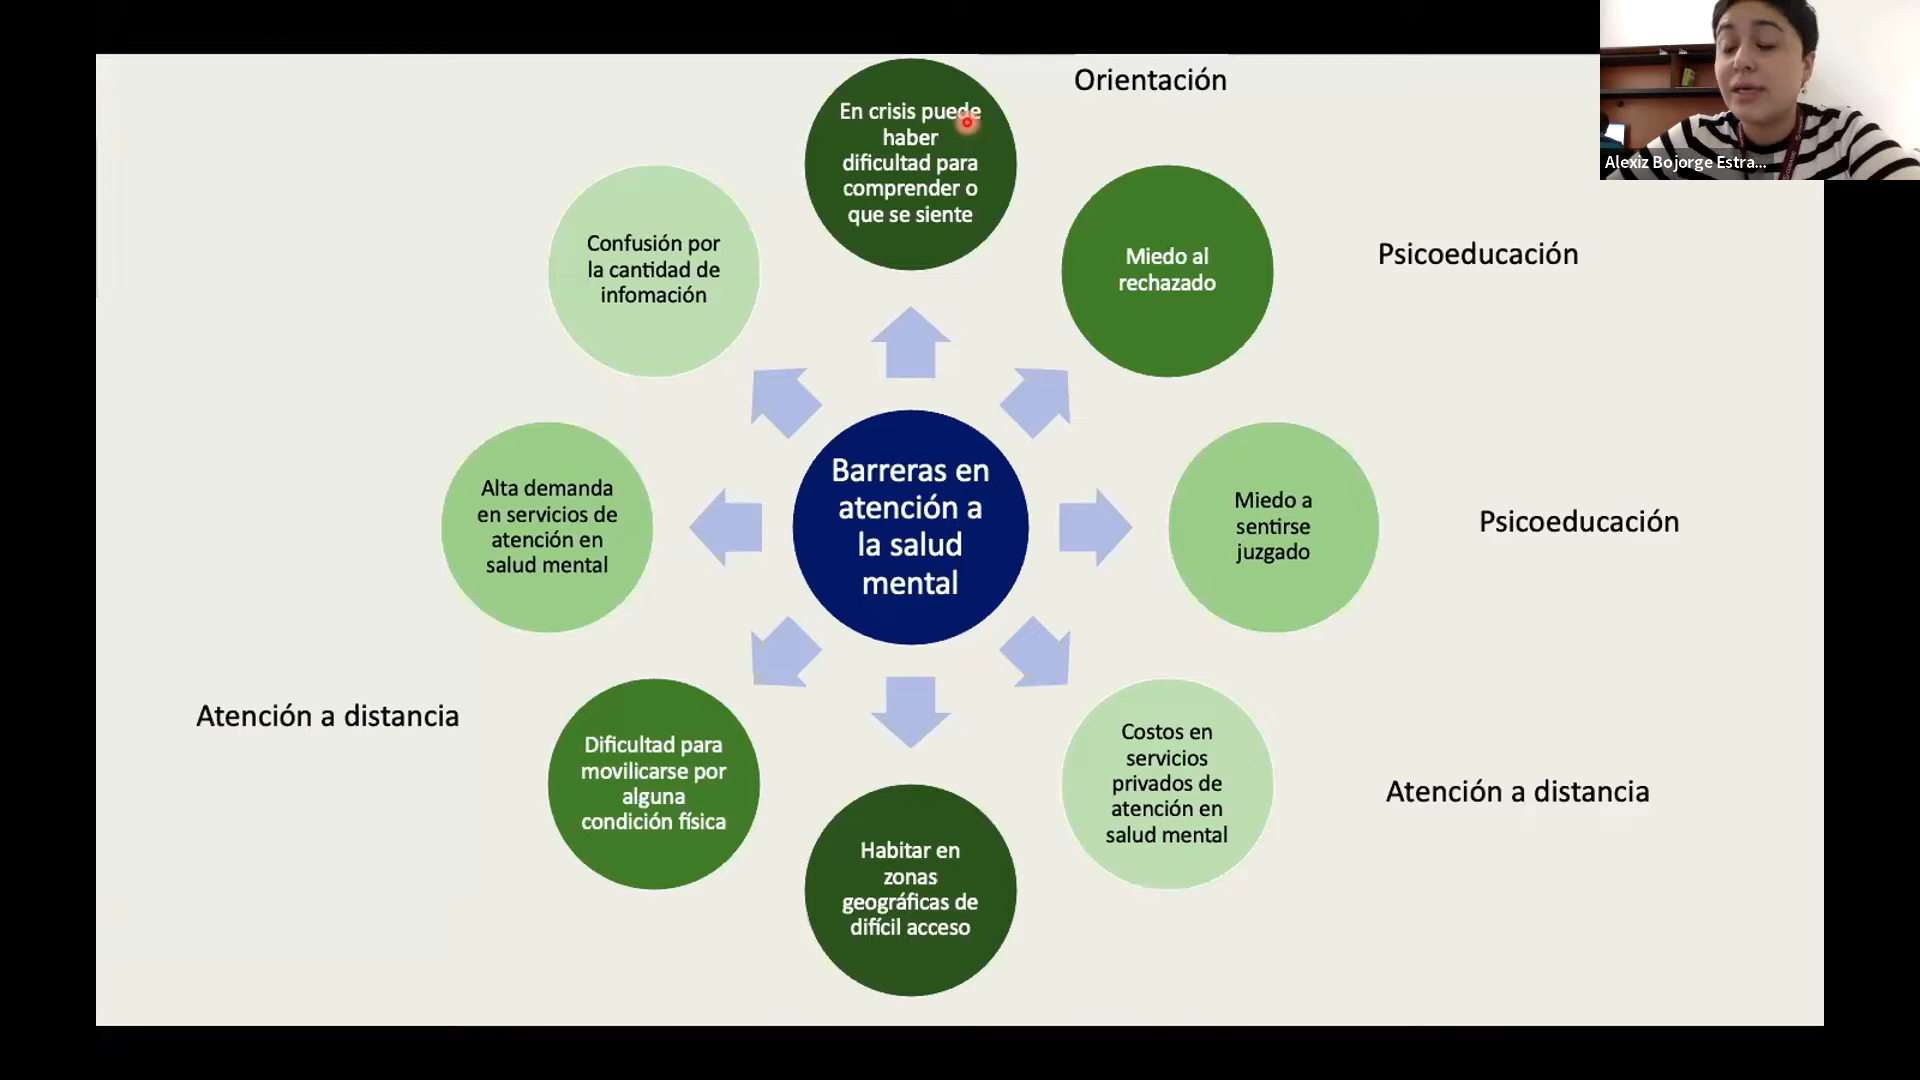 Orientación
En crisis puede
haber
dificultad para
comprender o
que se siente
Miedo al
rechazado
Psicoeducación
Miedo a
sentirse
juzgado
Psicoeducación
Costos en
servicios
privados de
atención en
salud mental
Atención a distancia
Habitar en
zonas
geográficas de
difícil acceso
Dificultad para
movilicarse por
alguna
condición física
Atención a distancia
Alta demanda
en servicios de
atención en
salud mental
Confusión por
la cantidad de
infomación
Barreras en
atención a
la salud
mental
Alexiz Bojorge Estra...